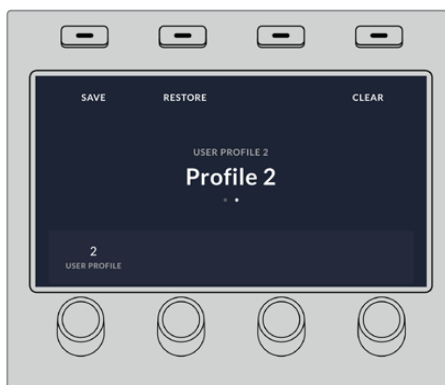 SAVE RESTORE CLEAR
USER PROFILE 2
Profile 2
2
USER PROFILE